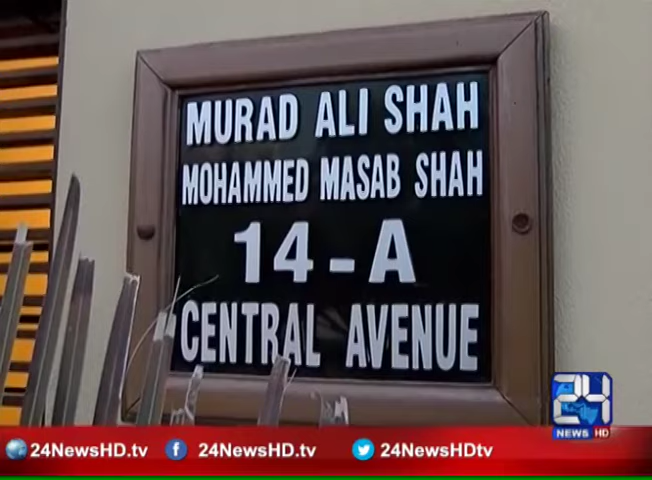 MURAD ALI SHAH
MOHAMMED MASAB SHAH
14-A
CENTRAL AVENUE
24
NEWS HD
24NewsHD.tv
24NewsHD.tv
24NewsHDtv